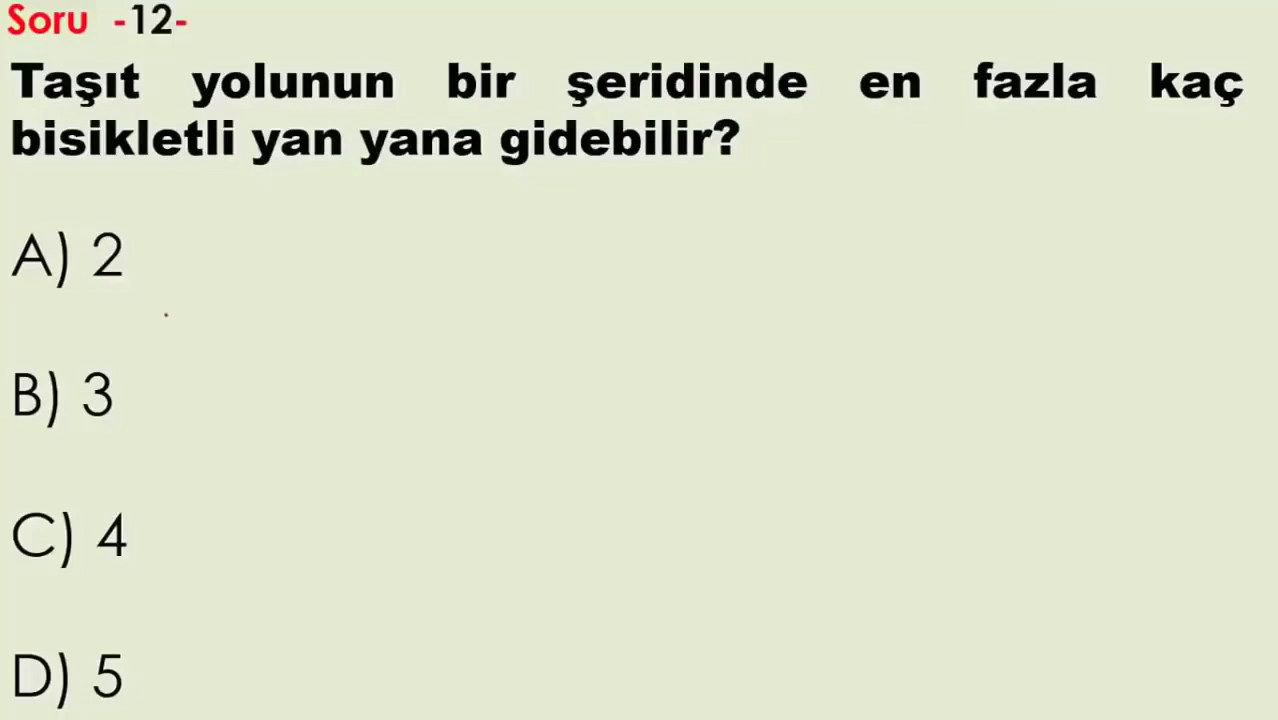 Soru -12-
Taşıt yolunun bir şeridinde en fazla kaç
bisikletli yan yana gidebilir?
A) 2
B) 3
C) 4
D) 5